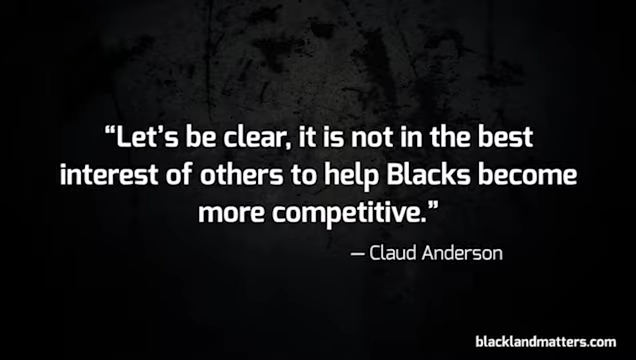 “Let’s be clear, it is not in the best
interest of others to help Blacks become
more competitive.”
— Claud Anderson
blacklandmatters.com